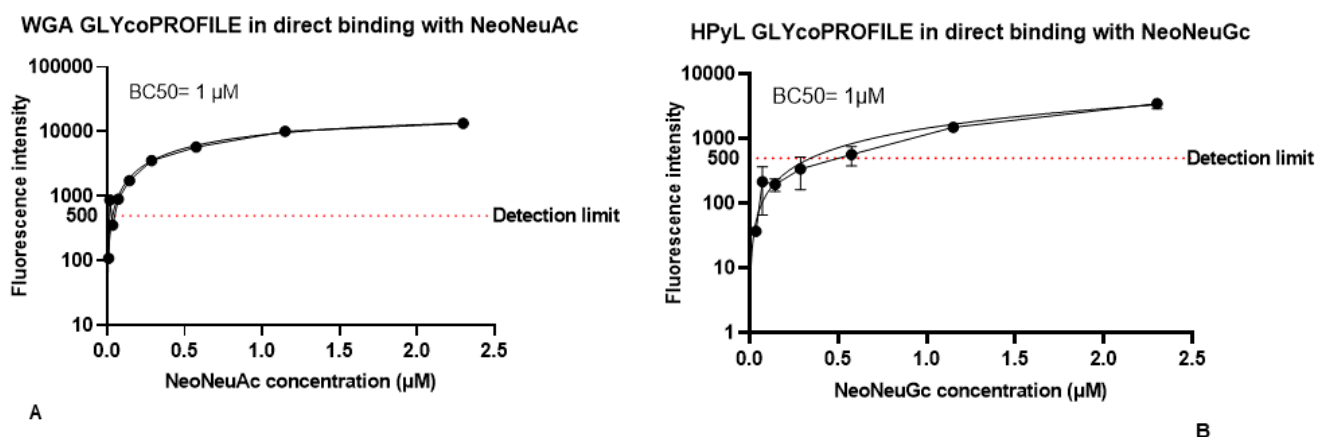 WGA GLYcoPROFILE in direct binding with NeoNeuAc
100000
10000
1000
500
100
10
Fluorescence intensity
BC50= 1 µM
Detection limit
0.0 0.5 1.0 1.5 2.0 2.5
NeoNeuAc concentration (µM)
A
HPyL GLYcoPROFILE in direct binding with NeoNeuGc
10000
1000
500
100
10
1
Fluorescence intensity
BC50= 1µM
Detection limit
0.0 0.5 1.0 1.5 2.0 2.5
NeoNeuGc concentration (µM)
B